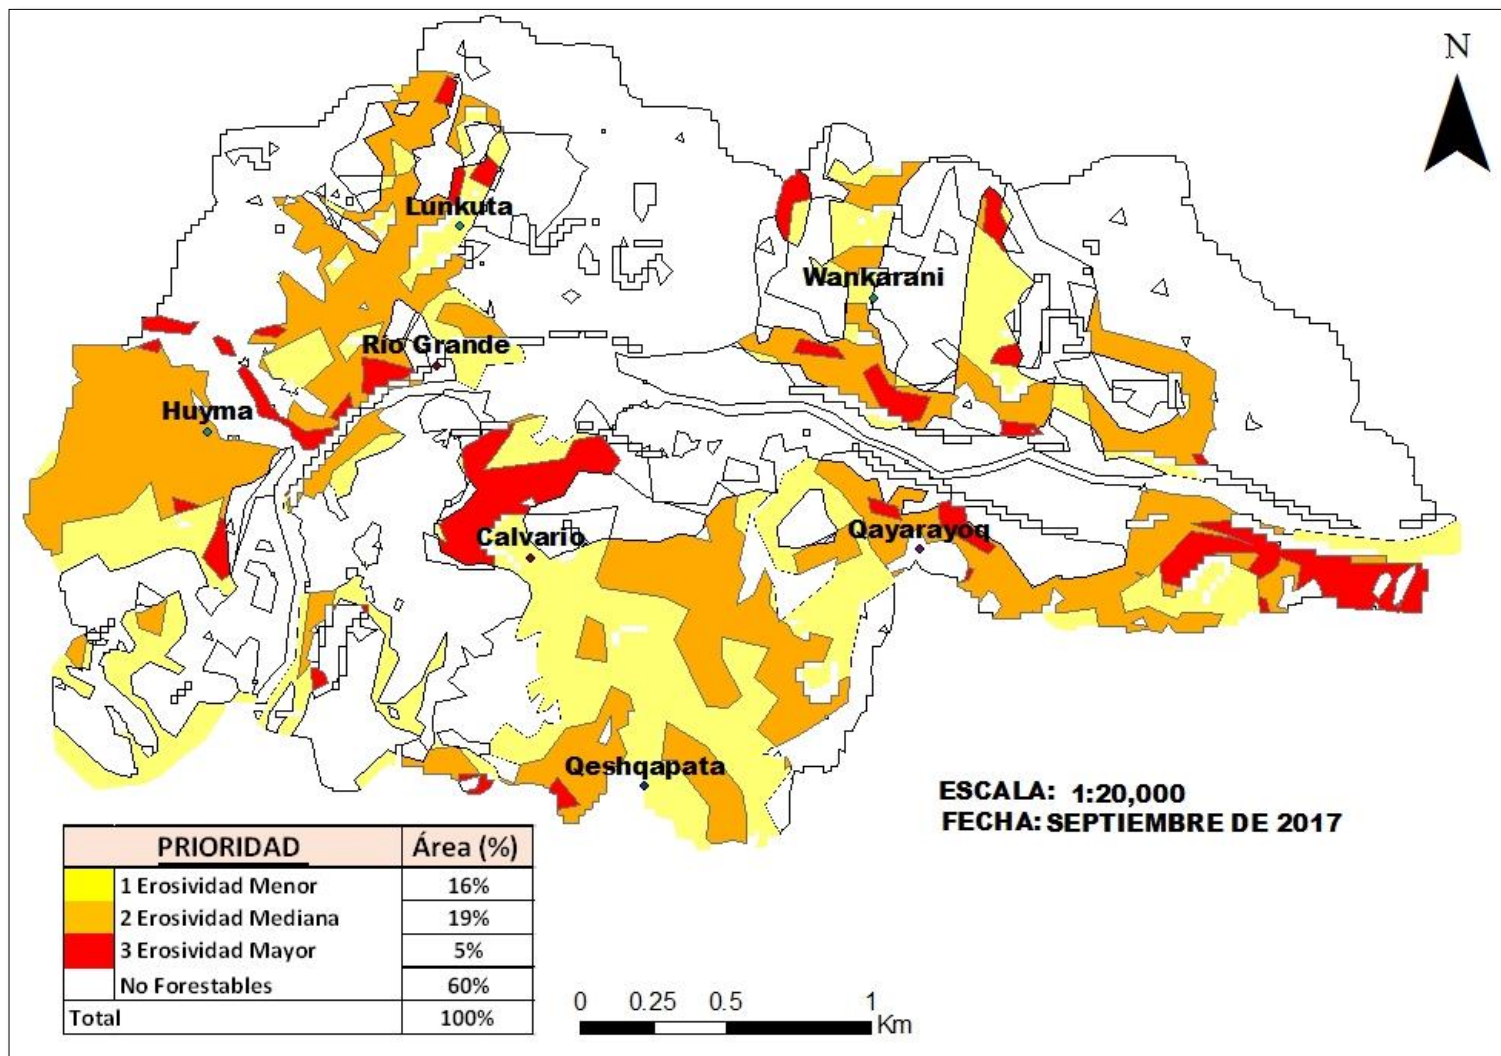 N
Lunkuta
Wankarani
Río Grande
Huyma
Calvario
Qayarayoq
Qeshqapata
ESCALA: 1:20,000
FECHA: SEPTIEMBRE DE 2017
PRIORIDAD Área (%)
1 Erosividad Menor 16%
2 Erosividad Mediana 19%
3 Erosividad Mayor 5%
No Forestables 60%
Total 100%
0 0.25 0.5 1
Km